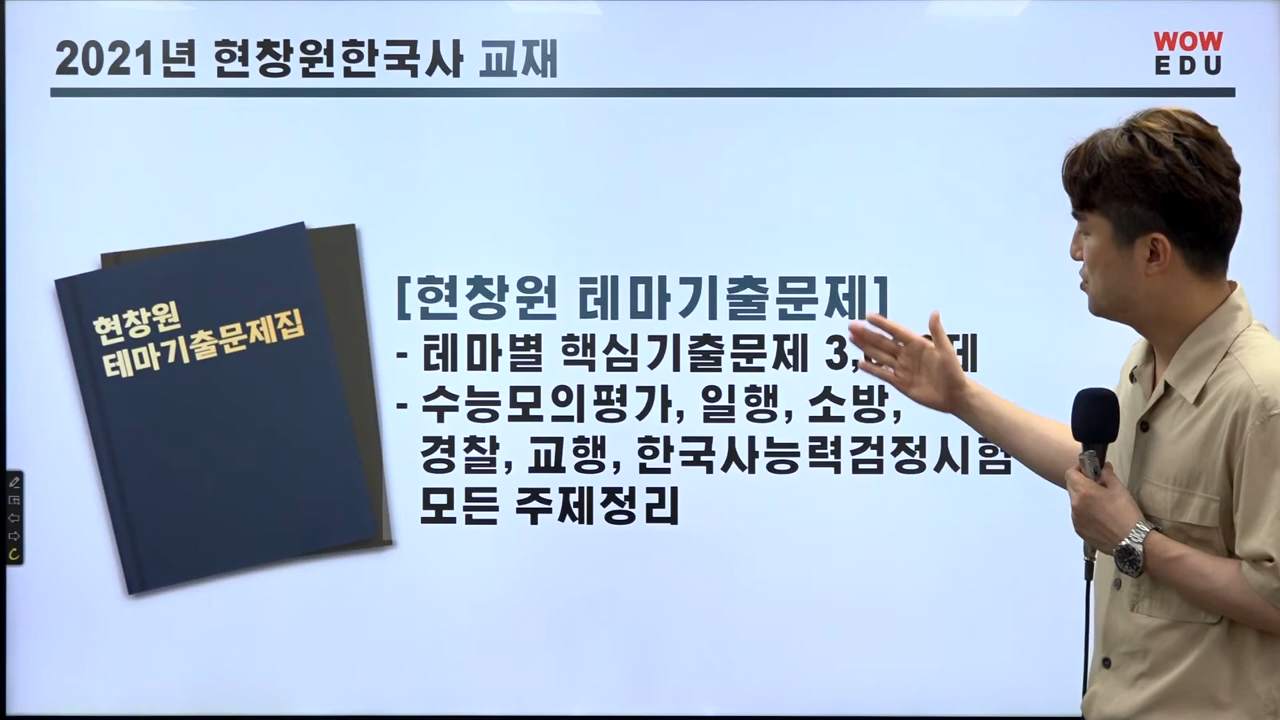 2021년 현창원한국사 교재
WOW
EDU
현창원
테마기출문제집
[현창원 테마기출문제]
- 테마별 핵심기출문제
- 수능모의평가, 일행, 소방,
경찰, 교행, 한국사능력검정시험
모든 주제정리